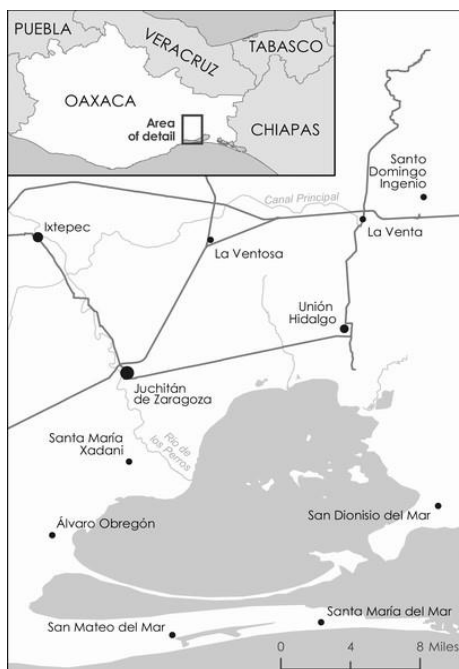 PUEBLA
VERACRUZ
TABASCO
OAXACA
Area
of detail
CHIAPAS
Santo
Domingo
Ingenio
Canal Principal
Ixtepec
La Venta
La Ventosa
Unión
Hidalgo
Juchitán
de Zaragoza
Santa María
Xadani
Río de
los Perros
San Dionisio del Mar
Álvaro Obregón
Santa María del Mar
San Mateo del Mar
0 4 8 Miles